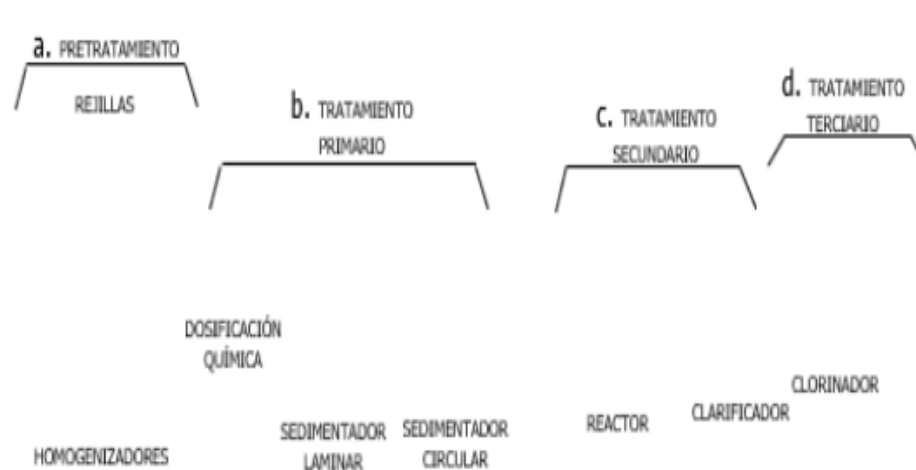 a. PRETRATAMIENTO
REJILLAS
b. TRATAMIENTO
PRIMARIO
c. TRATAMIENTO
SECUNDARIO
d. TRATAMIENTO
TERCIARIO
DOSIFICACIÓN
QUÍMICA
HOMOGENIZADORES
SEDIMENTADOR
LAMINAR
SEDIMENTADOR
CIRCULAR
REACTOR
CLARIFICADOR
CLORINADOR